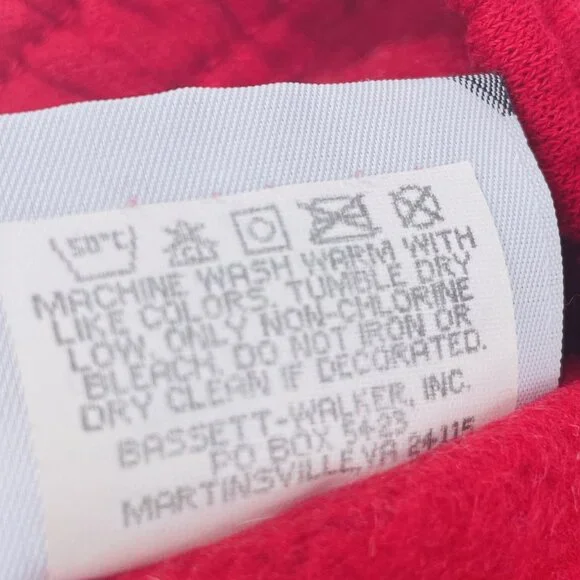 50°C
CL
MACHINE WASH WARM WITH
LIKE COLORS. TUMBLE DRY
LOW. ONLY NON-CHLORINE
BLEACH. DO NOT IRON OR
DRY CLEAN IF DECORATED.
BASSETT-WALKER, INC.
PO BOX 5423
MARTINSVILLE, VA 24115